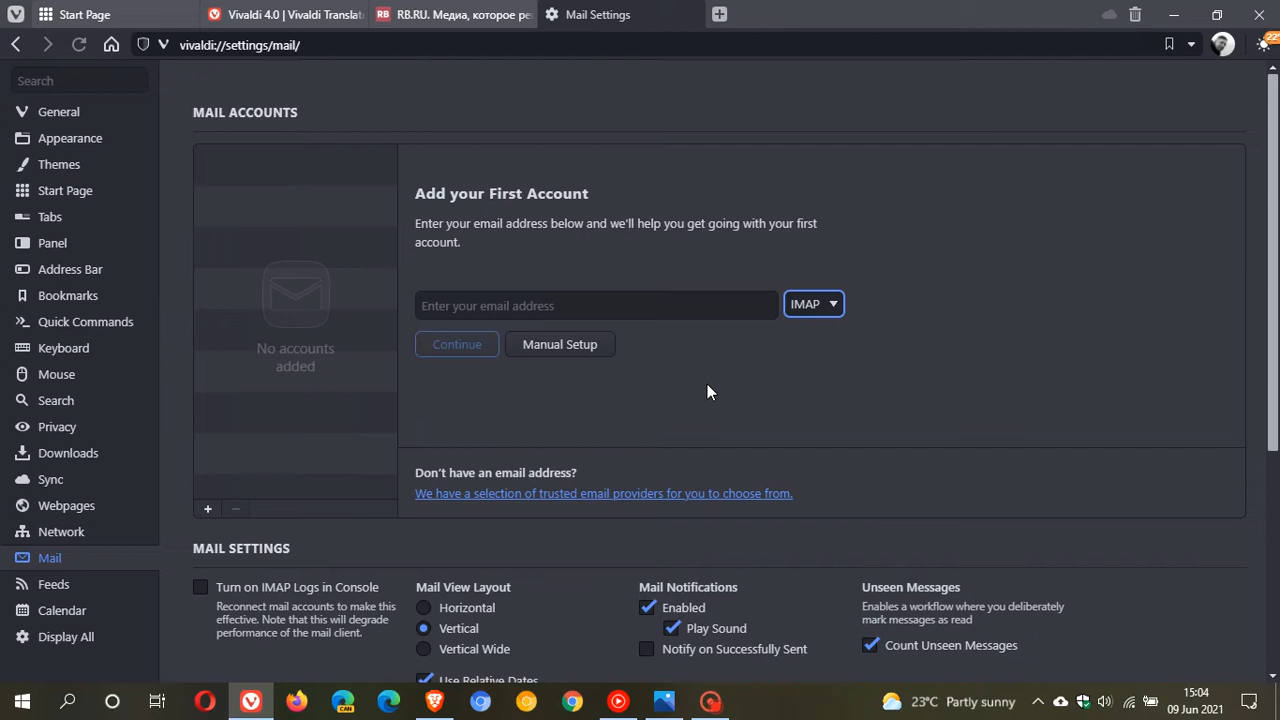 Start Page
Vivaldi 4.0 | Vivaldi Translat
RB.RU. Медиа, которое ре
Mail Settings
vivaldi://settings/mail/
22°
Search
General
Appearance
Themes
Start Page
Tabs
Panel
Address Bar
Bookmarks
Quick Commands
Keyboard
Mouse
Search
Privacy
Downloads
Sync
Webpages
Network
Mail
Feeds
Calendar
Display All
MAIL ACCOUNTS
No accounts
added
Add your First Account
Enter your email address below and we'll help you get going with your first
account.
Enter your email address
IMAP
Continue
Manual Setup
Don't have an email address?
We have a selection of trusted email providers for you to choose from.
MAIL SETTINGS
Turn on IMAP Logs in Console
Reconnect mail accounts to make this
effective. Note that this will degrade
performance of the mail client.
Mail View Layout
Horizontal
Vertical
Vertical Wide
Use Relative Dates
Mail Notifications
Enabled
Play Sound
Notify on Successfully Sent
Unseen Messages
Enables a workflow where you deliberately
mark messages as read
Count Unseen Messages
CAN
23°C Partly sunny
15:04
09 Jun 2021